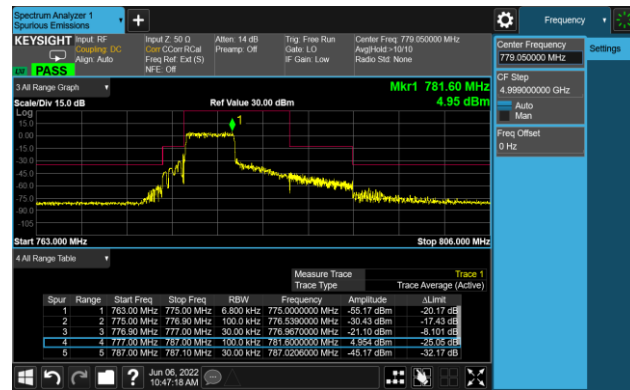 Spectrum Analyzer 1
Spurious Emissions
Frequency
KEYSIGHT Input: RF
Coupling: DC
Align: Auto
Input Z: 50 Ω
Corr CCorr RCal
Freq Ref: Ext (S)
NFE: Off
Atten: 14 dB
Preamp: Off
Trig: Free Run
Gate: LO
IF Gain: Low
Center Freq: 779.050000 MHz
Avg|Hold:>10/10
Radio Std: None
PASS
Center Frequency
779.050000 MHz
Settings
CF Step
4.999000000 GHz
Auto
Man
Freq Offset
0 Hz
3 All Range Graph
Mkr1 781.60 MHz
Scale/Div 15.0 dB
Ref Value 30.00 dBm
4.95 dBm
Log
15.0
0.00
-15.0
-30.0
-45.0
-60.0
-75.0
-90.0
-105
1
Start 763.000 MHz
Stop 806.000 MHz
4 All Range Table
Measure Trace Trace 1
Trace Type Trace Average (Active)
Spur Range Start Freq Stop Freq RBW Frequency Amplitude ΔLimit
1 1 763.00 MHz 775.00 MHz 6.800 kHz 775.0000000 MHz -55.17 dBm -20.17 dB
2 2 775.00 MHz 776.90 MHz 100.0 kHz 776.5390000 MHz -30.43 dBm -17.43 dB
3 3 776.90 MHz 777.00 MHz 30.00 kHz 776.9670000 MHz -21.10 dBm -8.101 dB
4 4 777.00 MHz 787.00 MHz 100.0 kHz 781.6000000 MHz 4.954 dBm -25.05 dB
5 5 787.00 MHz 787.10 MHz 30.00 kHz 787.0206000 MHz -45.17 dBm -32.17 dB
Jun 06, 2022
10:47:18 AM